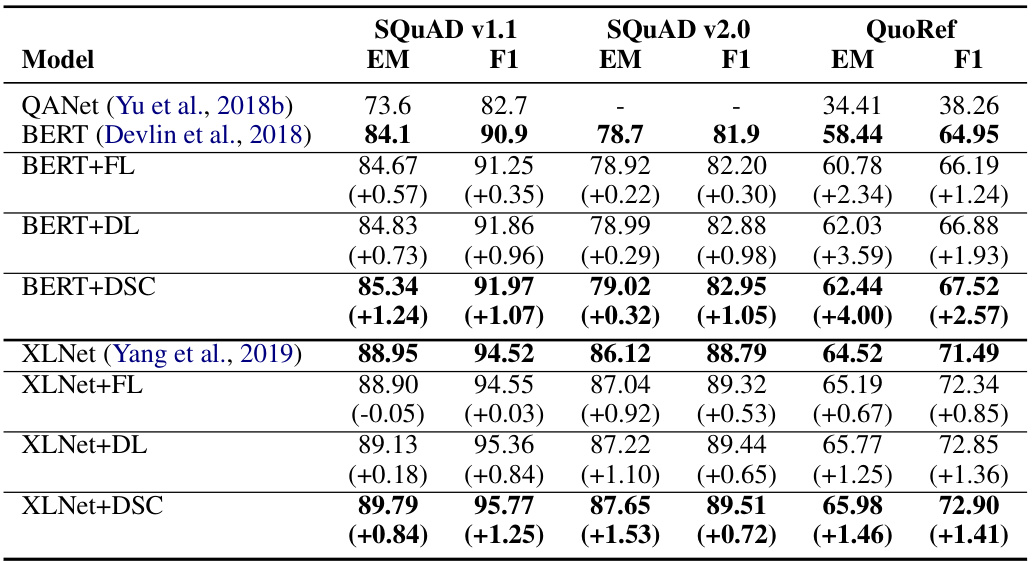 SQuAD v1.1 SQuAD v2.0 QuoRef
Model EM F1 EM F1 EM F1
QANet (Yu et al., 2018b) 73.6 82.7 - - 34.41 38.26
BERT (Devlin et al., 2018) 84.1 90.9 78.7 81.9 58.44 64.95
BERT+FL 84.67 91.25 78.92 82.20 60.78 66.19
(+0.57) (+0.35) (+0.22) (+0.30) (+2.34) (+1.24)
BERT+DL 84.83 91.86 78.99 82.88 62.03 66.88
(+0.73) (+0.96) (+0.29) (+0.98) (+3.59) (+1.93)
BERT+DSC 85.34 91.97 79.02 82.95 62.44 67.52
(+1.24) (+1.07) (+0.32) (+1.05) (+4.00) (+2.57)
XLNet (Yang et al., 2019) 88.95 94.52 86.12 88.79 64.52 71.49
XLNet+FL 88.90 94.55 87.04 89.32 65.19 72.34
(-0.05) (+0.03) (+0.92) (+0.53) (+0.67) (+0.85)
XLNet+DL 89.13 95.36 87.22 89.44 65.77 72.85
(+0.18) (+0.84) (+1.10) (+0.65) (+1.25) (+1.36)
XLNet+DSC 89.79 95.77 87.65 89.51 65.98 72.90
(+0.84) (+1.25) (+1.53) (+0.72) (+1.46) (+1.41)